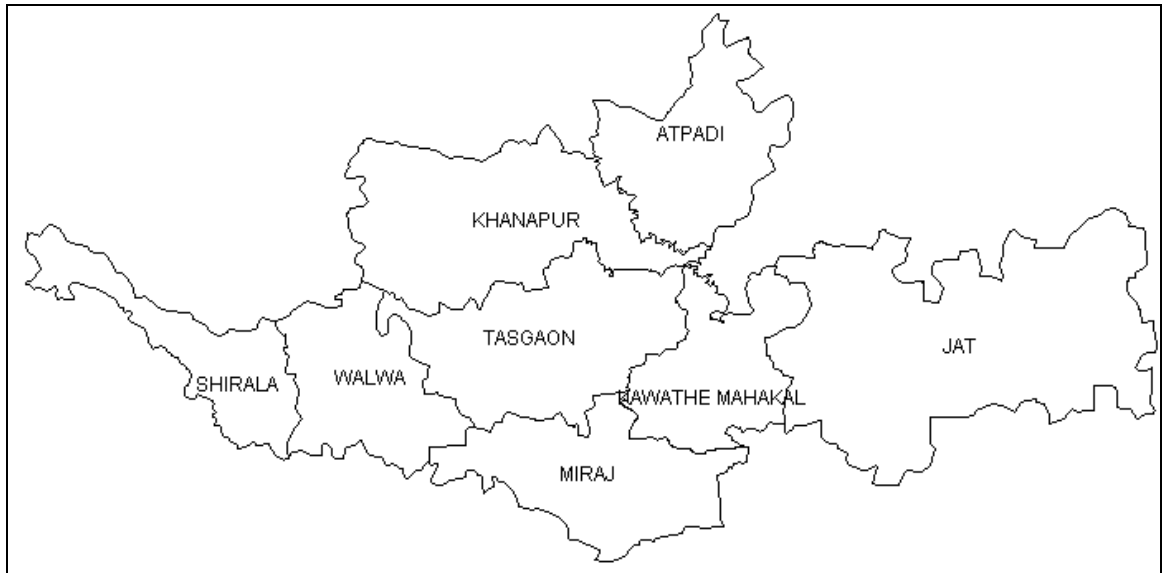 ATPADI
KHANAPUR
TASGAON
JAT
WALWA
SHIRALA
KAWATHE MAHAKAL
MIRAJ